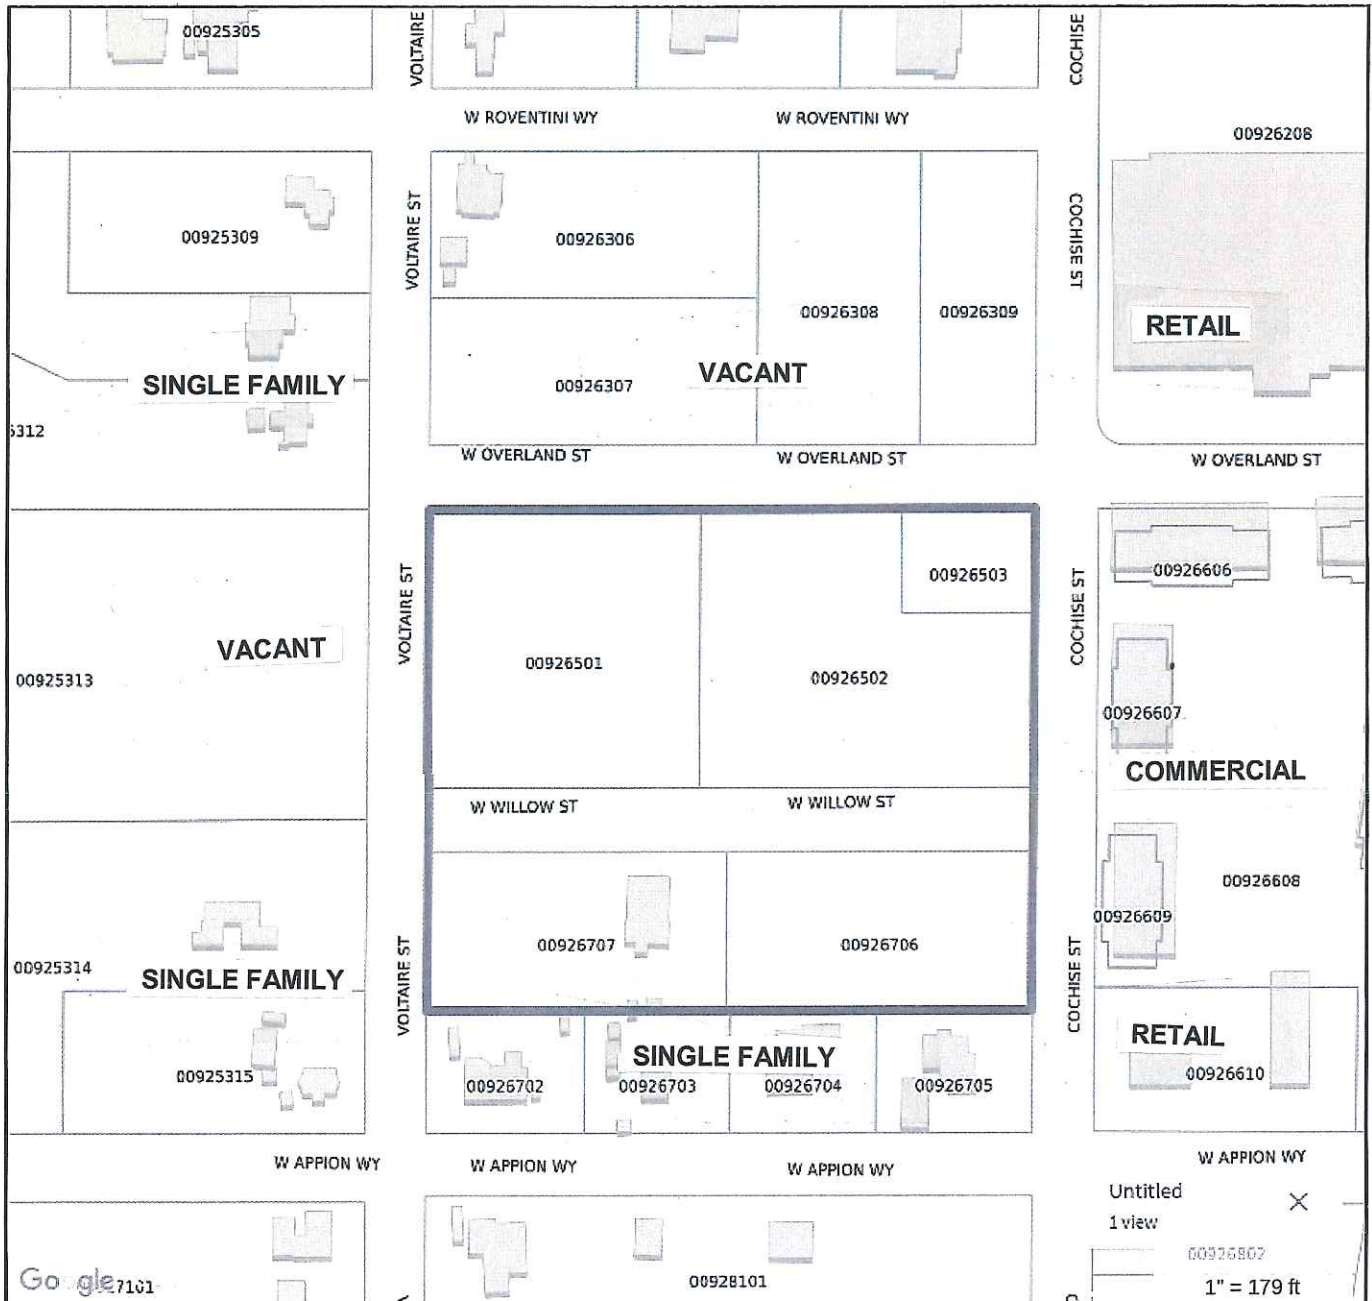 00925305
VOLTAIRE
COCHISE
W ROVENTINI WY
W ROVENTINI WY
00926208
00925309
VOLTAIRE ST
00926306
COCHISE ST
00926308
00926309
RETAIL
SINGLE FAMILY
00926307
VACANT
5312
W OVERLAND ST
W OVERLAND ST
W OVERLAND ST
VOLTAIRE ST
00926503
COCHISE ST
00926606
VACANT
00926501
00926502
00925313
00926607
COMMERCIAL
W WILLOW ST
W WILLOW ST
00926608
00926609
00926707
00926706
00925314
SINGLE FAMILY
VOLTAIRE ST
COCHISE ST
RETAIL
SINGLE FAMILY
00925315
00926702
00926703
00926704
00926705
00926610
W APPION WY
W APPION WY
W APPION WY
W APPION WY
Untitled
1 view
00926802
Google
7101
00928101
1" = 179 ft